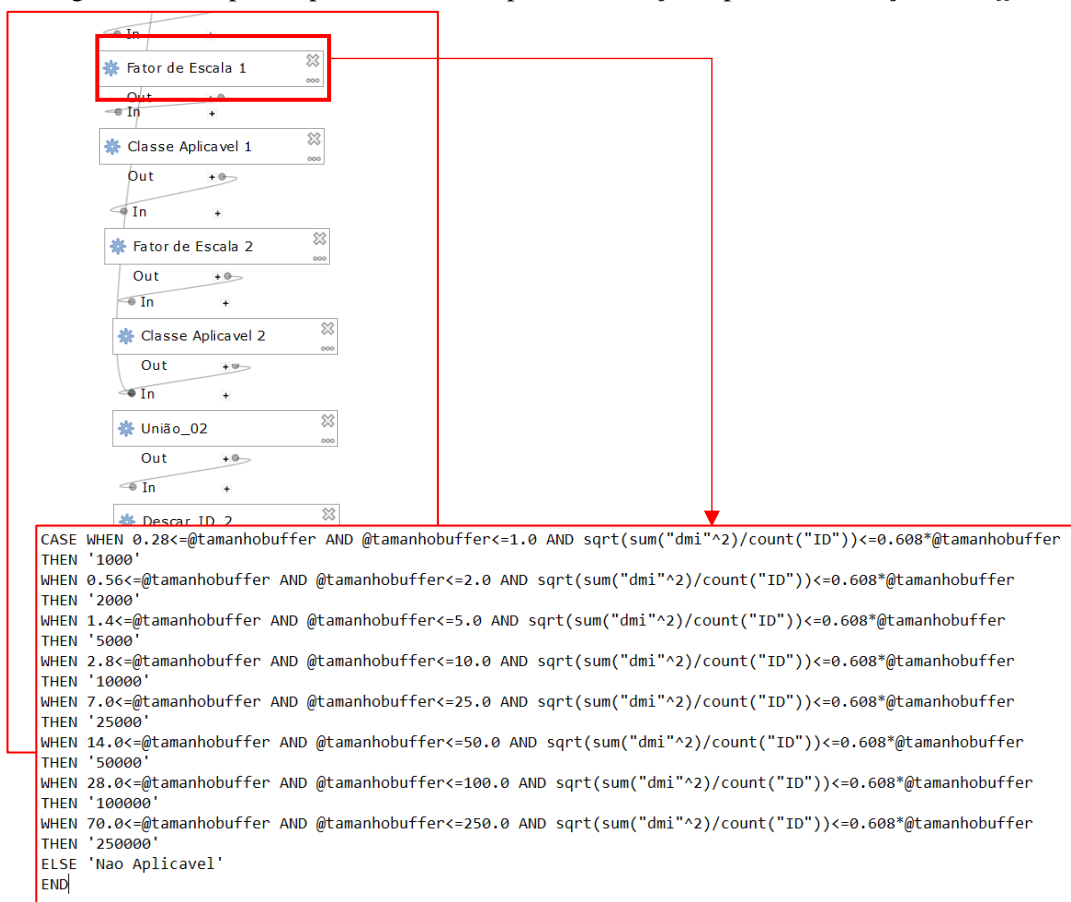 In
+
Fator de Escala 1
Out +
In +
Classe Aplicavel 1
Out +
In +
Fator de Escala 2
Out +
In +
Classe Aplicavel 2
Out +
In +
União_02
Out +
In +
Descar ID 2
CASE WHEN 0.28<=@tamanhobuffer AND @tamanhobuffer<=1.0 AND sqrt(sum("dmi"^2)/count("ID"))<=0.608*@tamanhobuffer
THEN '1000'
WHEN 0.56<=@tamanhobuffer AND @tamanhobuffer<=2.0 AND sqrt(sum("dmi"^2)/count("ID"))<=0.608*@tamanhobuffer
THEN '2000'
WHEN 1.4<=@tamanhobuffer AND @tamanhobuffer<=5.0 AND sqrt(sum("dmi"^2)/count("ID"))<=0.608*@tamanhobuffer
THEN '5000'
WHEN 2.8<=@tamanhobuffer AND @tamanhobuffer<=10.0 AND sqrt(sum("dmi"^2)/count("ID"))<=0.608*@tamanhobuffer
THEN '10000'
WHEN 7.0<=@tamanhobuffer AND @tamanhobuffer<=25.0 AND sqrt(sum("dmi"^2)/count("ID"))<=0.608*@tamanhobuffer
THEN '25000'
WHEN 14.0<=@tamanhobuffer AND @tamanhobuffer<=50.0 AND sqrt(sum("dmi"^2)/count("ID"))<=0.608*@tamanhobuffer
THEN '50000'
WHEN 28.0<=@tamanhobuffer AND @tamanhobuffer<=100.0 AND sqrt(sum("dmi"^2)/count("ID"))<=0.608*@tamanhobuffer
THEN '100000'
WHEN 70.0<=@tamanhobuffer AND @tamanhobuffer<=250.0 AND sqrt(sum("dmi"^2)/count("ID"))<=0.608*@tamanhobuffer
THEN '250000'
ELSE 'Nao Aplicavel'
END